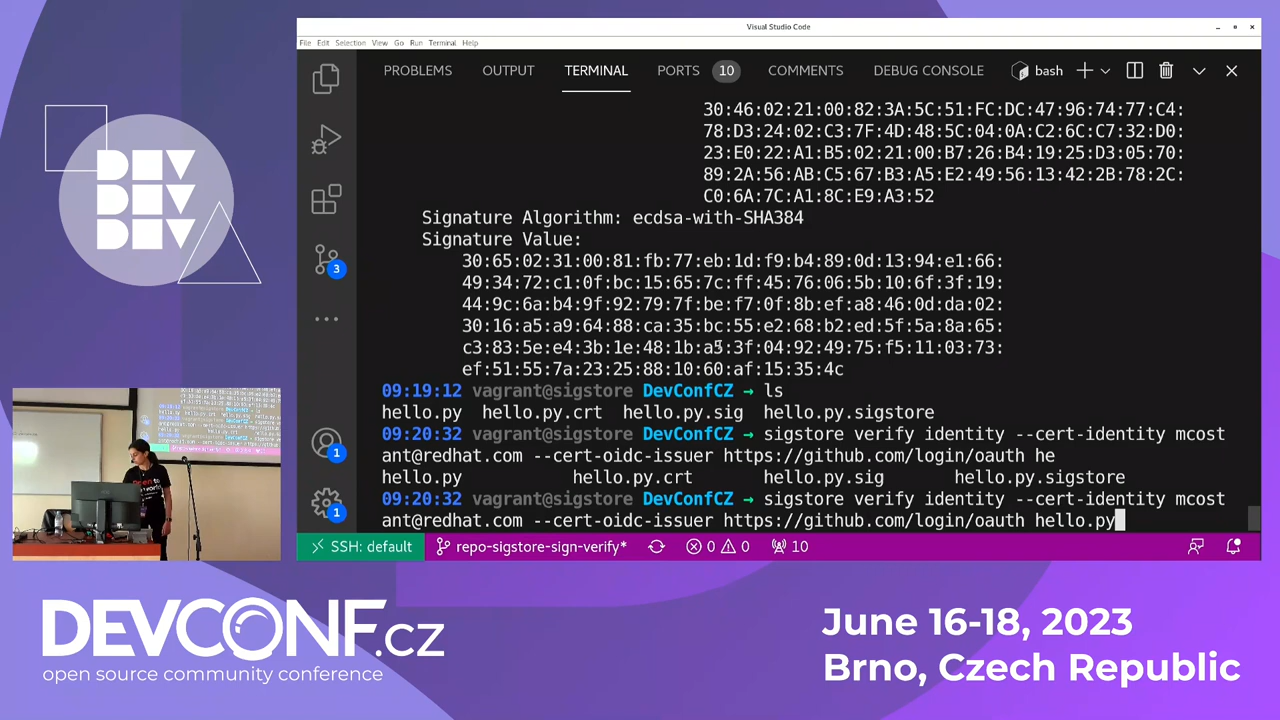 Visual Studio Code
File Edit Selection View Go Run Terminal Help
PROBLEMS OUTPUT TERMINAL PORTS 10 COMMENTS DEBUG CONSOLE bash
30:46:02:21:00:82:3A:5C:51:FC:DC:47:96:74:77:C4:
78:D3:24:02:C3:7F:4D:48:5C:04:0A:C2:6C:C7:32:D0:
23:E0:22:A1:B5:02:21:00:B7:26:B4:19:25:D3:05:70:
89:2A:56:AB:C5:67:B3:A5:E2:49:56:13:42:2B:78:2C:
C0:6A:7C:A1:8C:E9:A3:52
Signature Algorithm: ecdsa-with-SHA384
Signature Value:
30:65:02:31:00:81:fb:77:eb:1d:f9:b4:89:0d:13:94:e1:66:
49:34:72:c1:0f:bc:15:65:7c:ff:45:76:06:5b:10:6f:3f:19:
44:9c:6a:b4:9f:92:79:7f:be:f7:0f:8b:ef:a8:46:0d:da:02:
30:16:a5:a9:64:88:ca:35:bc:55:e2:68:b2:ed:5f:5a:8a:65:
c3:83:5e:e4:3b:1e:48:1b:a5:3f:04:92:49:75:f5:11:03:73:
ef:51:55:7a:23:25:88:10:60:af:15:35:4c
09:19:12 vagrant@sigstore DevConfCZ → ls
hello.py hello.py.crt hello.py.sig hello.py.sigstore
09:20:32 vagrant@sigstore DevConfCZ → sigstore verify identity --cert-identity mcost
ant@redhat.com --cert-oidc-issuer https://github.com/login/oauth he
hello.py hello.py.crt hello.py.sig hello.py.sigstore
09:20:32 vagrant@sigstore DevConfCZ → sigstore verify identity --cert-identity mcost
ant@redhat.com --cert-oidc-issuer https://github.com/login/oauth hello.py
3
1
1
SSH: default repo-sigstore-sign-verify* 0 0 10
DEV
DEV
DEV
DEVCONF.cz
open source community conference
June 16-18, 2023
Brno, Czech Republic